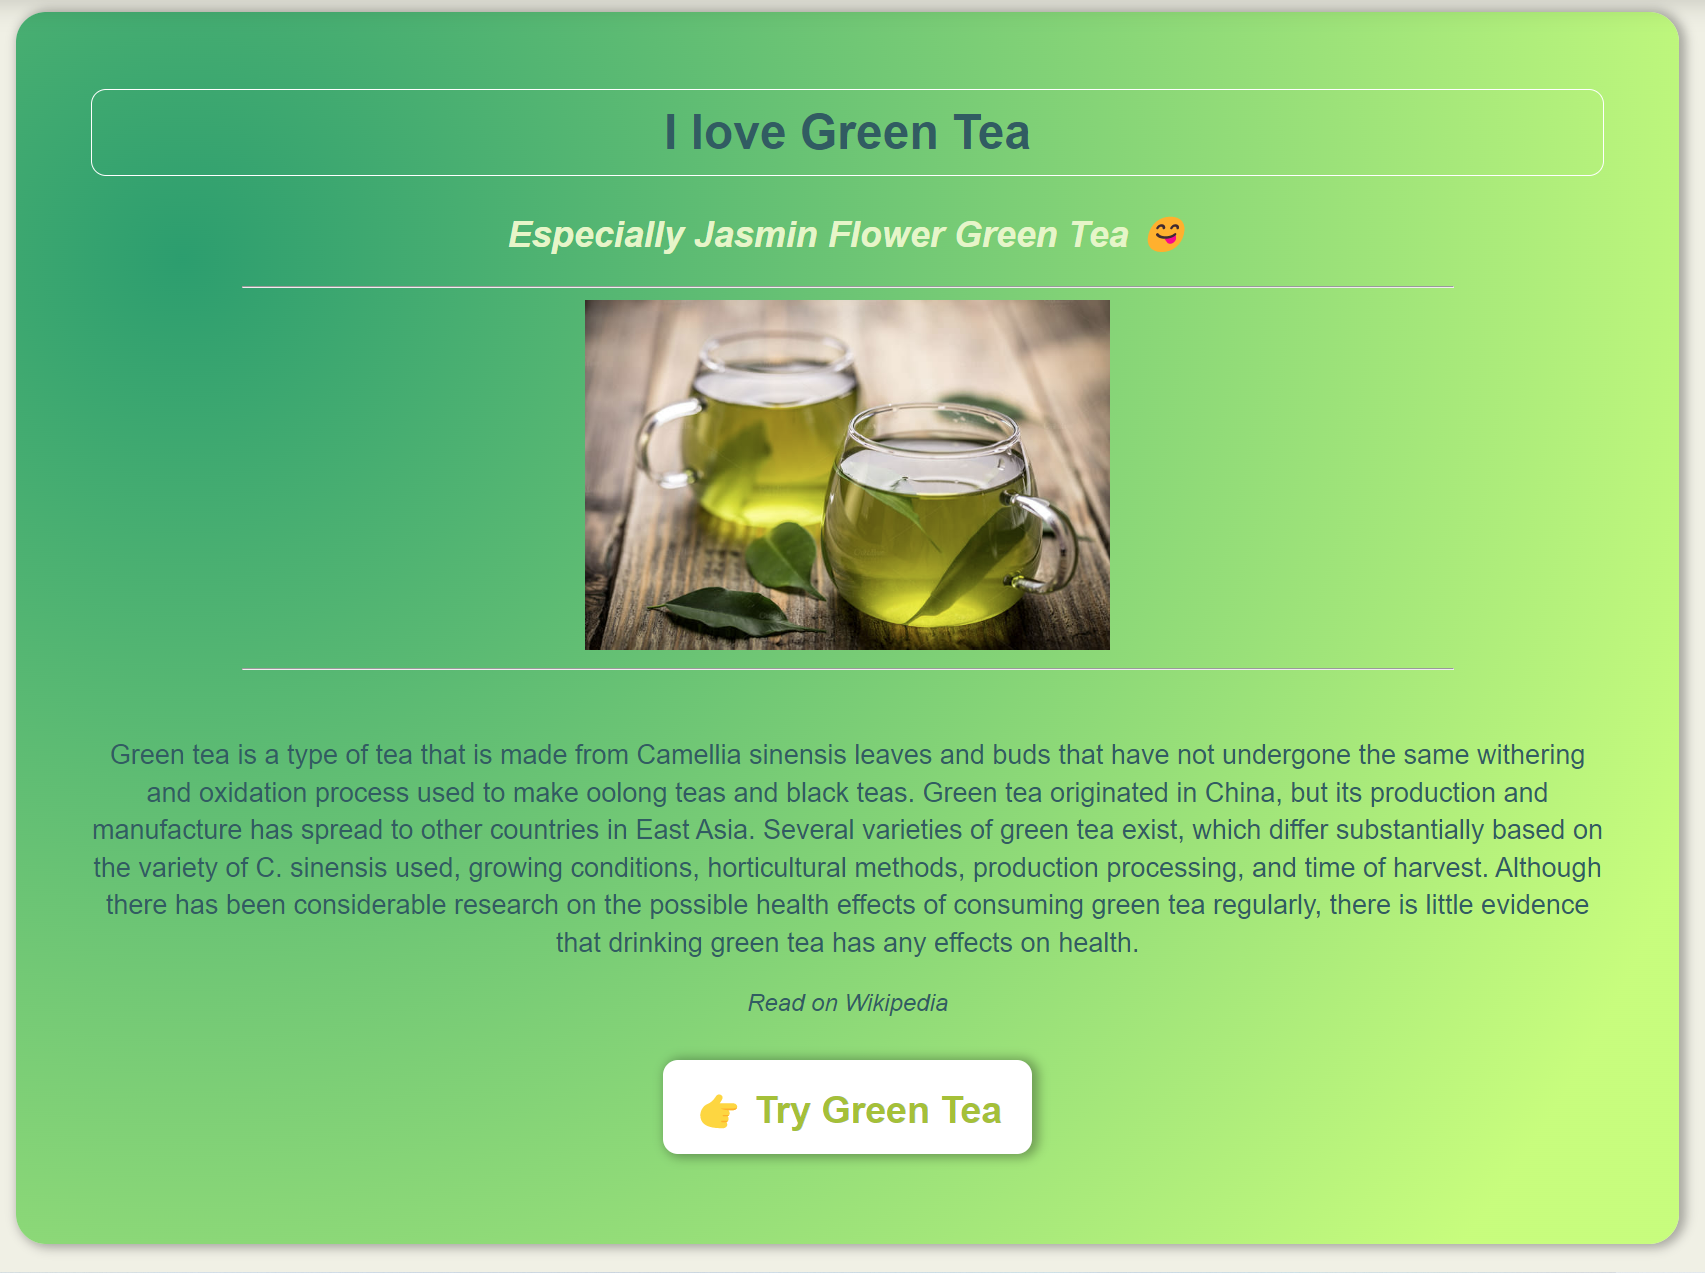 I love Green Tea
Especially Jasmin Flower Green Tea 😋
Green tea is a type of tea that is made from Camellia sinensis leaves and buds that have not undergone the same withering
and oxidation process used to make oolong teas and black teas. Green tea originated in China, but its production and
manufacture has spread to other countries in East Asia. Several varieties of green tea exist, which differ substantially based on
the variety of C. sinensis used, growing conditions, horticultural methods, production processing, and time of harvest. Although
there has been considerable research on the possible health effects of consuming green tea regularly, there is little evidence
that drinking green tea has any effects on health.
Read on Wikipedia
👉 Try Green Tea